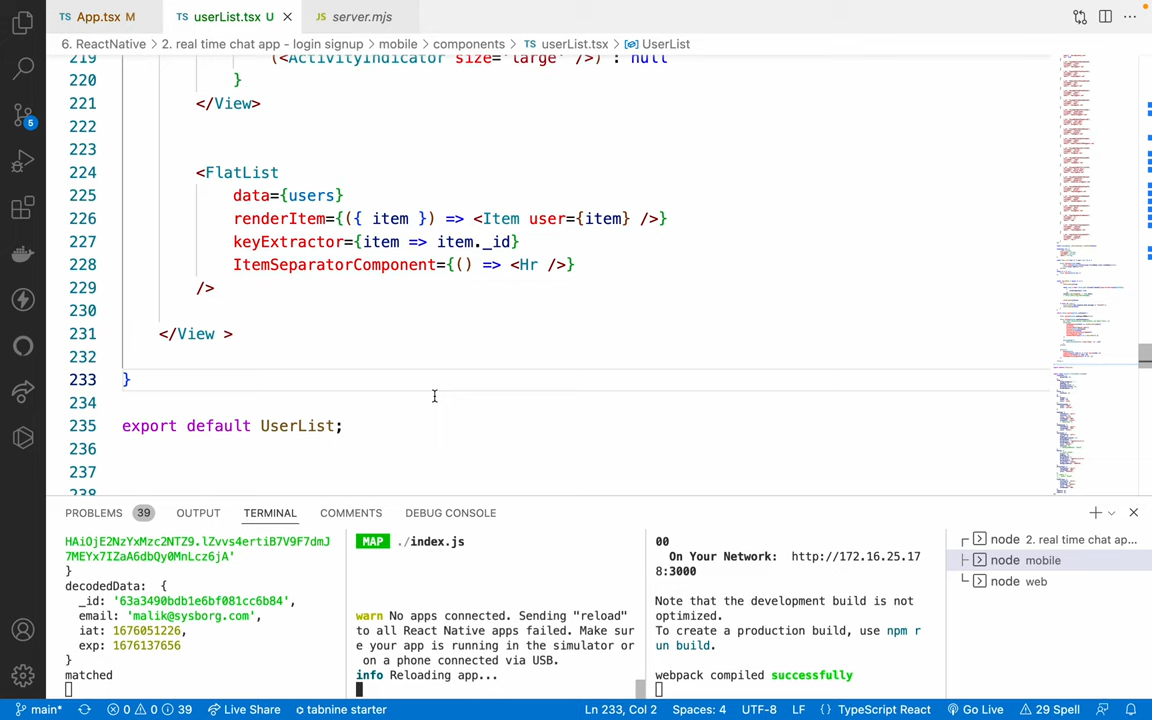 TS App.tsx M
TS userList.tsx U
JS server.mjs
6. ReactNative > 2. real time chat app - login signup > mobile > components > TS userList.tsx > UserList
219 (<ActivityIndicator size="large" />) : null
220 }
221 </View>
222
223
224 <FlatList
225 data={users}
226 renderItem={({ item }) => <Item user={item} />}
227 keyExtractor={item => item._id}
228 ItemSeparatorComponent={() => <Hr />}
229 />
230
231 </View >
232
233 }
234
235 export default UserList;
236
237
238
PROBLEMS 39 OUTPUT TERMINAL COMMENTS DEBUG CONSOLE
HAiOjE2NzYxMzc2NTZ9.lZvvs4ertiB7V9F7dmJ
7MEYx7IZaA6dbQy0MnLcz6jA'
}
decodedData: {
_id: '63a3490bdb1e6bf081cc6b84',
email: 'malik@sysborg.com',
iat: 1676051226,
exp: 1676137656
}
matched
MAP ./index.js
warn No apps connected. Sending "reload"
to all React Native apps failed. Make sur
e your app is running in the simulator or
on a phone connected via USB.
info Reloading app...
00
On Your Network: http://172.16.25.17
8:3000
Note that the development build is not
optimized.
To create a production build, use npm r
un build.
webpack compiled successfully
node 2. real time chat ap...
node mobile
node web
5
main* 0 0 39 Live Share tabnine starter
Ln 233, Col 2 Spaces: 4 UTF-8 LF {} TypeScript React Go Live 29 Spell